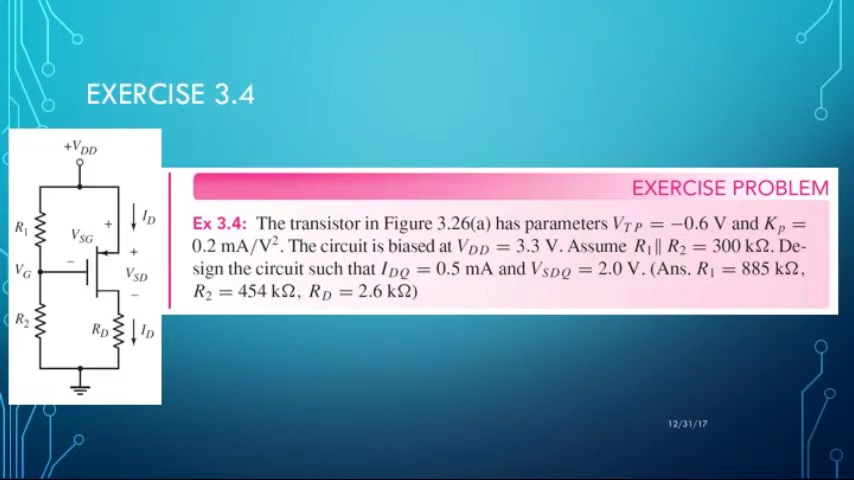 EXERCISE 3.4
+V_DD
I_D
R_1
+
V_SG
+
−
V_G
V_SD
−
R_2
R_D
I_D
EXERCISE PROBLEM
Ex 3.4: The transistor in Figure 3.26(a) has parameters V_TP = −0.6 V and K_p =
0.2 mA/V². The circuit is biased at V_DD = 3.3 V. Assume R_1∥R_2 = 300 kΩ. De-
sign the circuit such that I_DQ = 0.5 mA and V_SDQ = 2.0 V. (Ans. R_1 = 885 kΩ,
R_2 = 454 kΩ, R_D = 2.6 kΩ)
12/31/17